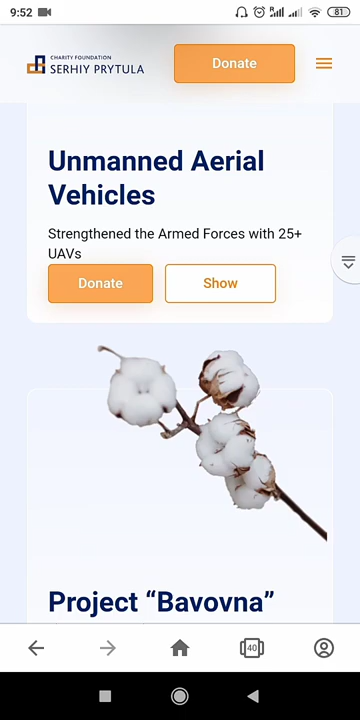 9:52
81
CHARITY FOUNDATION
SERHIY PRYTULA
Donate
Unmanned Aerial
Vehicles
Strengthened the Armed Forces with 25+
UAVs
Donate
Show
Project “Bavovna”
40